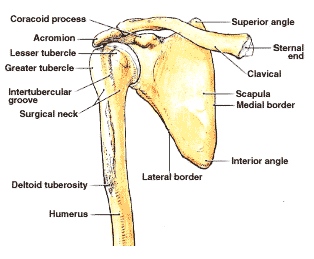 Coracoid process
Acromion
Lesser tubercle
Greater tubercle
Intertubercular
groove
Surgical neck
Deltoid tuberosity
Humerus
Superior angle
Sternal
end
Clavical
Scapula
Medial border
Interior angle
Lateral border